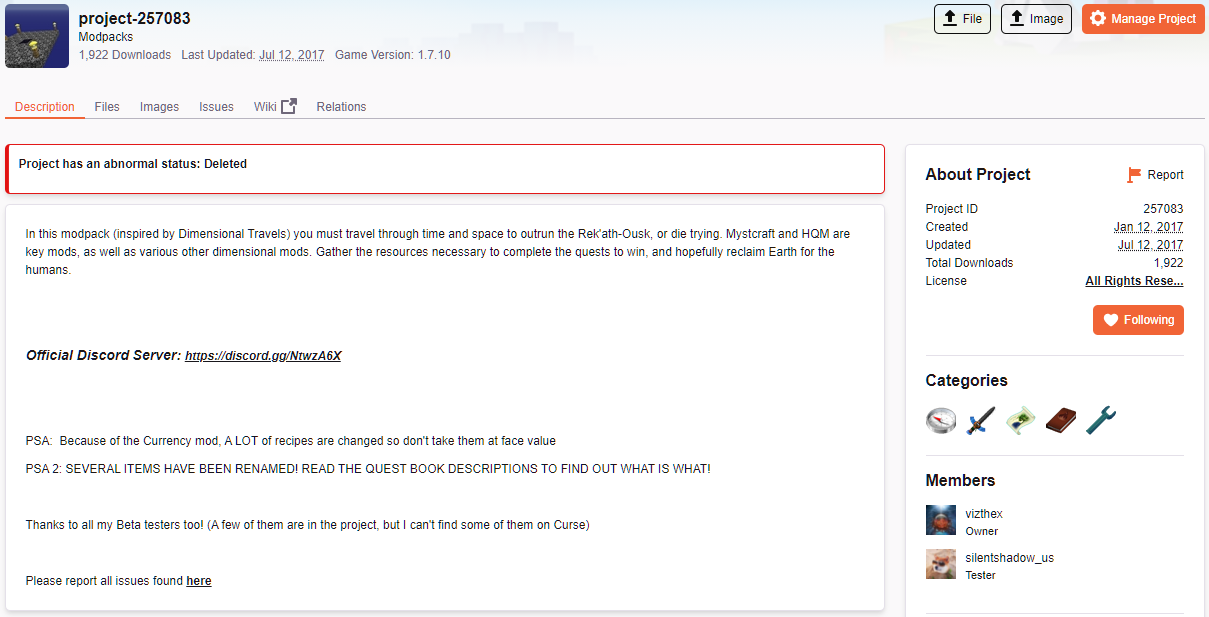 project-257083
Modpacks
1,922 Downloads Last Updated: Jul 12, 2017 Game Version: 1.7.10
File
Image
Manage Project
Description Files Images Issues Wiki Relations
Project has an abnormal status: Deleted
In this modpack (inspired by Dimensional Travels) you must travel through time and space to outrun the Rek'ath-Ousk, or die trying. Mystcraft and HQM are
key mods, as well as various other dimensional mods. Gather the resources necessary to complete the quests to win, and hopefully reclaim Earth for the
humans.
Official Discord Server: https://discord.gg/NtwzA6X
PSA: Because of the Currency mod, A LOT of recipes are changed so don't take them at face value
PSA 2: SEVERAL ITEMS HAVE BEEN RENAMED! READ THE QUEST BOOK DESCRIPTIONS TO FIND OUT WHAT IS WHAT!
Thanks to all my Beta testers too! (A few of them are in the project, but I can't find some of them on Curse)
Please report all issues found here
About Project
Report
Project ID 257083
Created Jan 12, 2017
Updated Jul 12, 2017
Total Downloads 1,922
License All Rights Rese...
Following
Categories
Members
vizthex
Owner
silentshadow_us
Tester